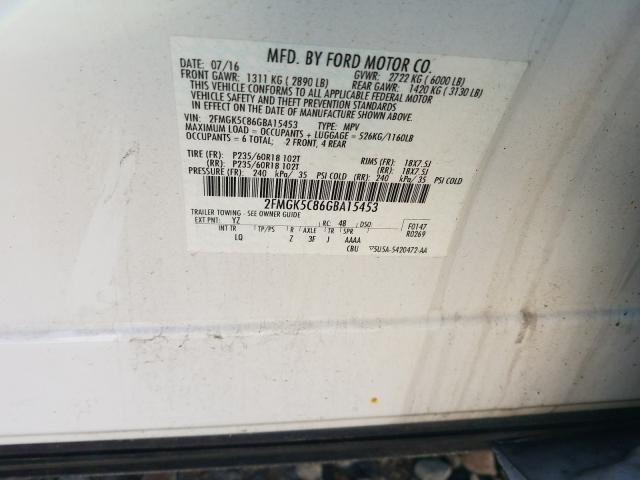 MFD. BY FORD MOTOR CO.
DATE: 07/16 GVWR: 2722 KG ( 6000 LB)
FRONT GAWR: 1311 KG ( 2890 LB) REAR GAWR: 1420 KG ( 3130 LB)
THIS VEHICLE CONFORMS TO ALL APPLICABLE FEDERAL MOTOR
VEHICLE SAFETY AND THEFT PREVENTION STANDARDS
IN EFFECT ON THE DATE OF MANUFACTURE SHOWN ABOVE.
VIN: 2FMGK5C86GBA15453 TYPE: MPV
MAXIMUM LOAD = OCCUPANTS + LUGGAGE = 526KG/1160LB
OCCUPANTS = 6 TOTAL; 2 FRONT, 4 REAR
TIRE (FR): P235/60R18 102T RIMS (FR): 18X7.5J
(RR): P235/60R18 102T (RR): 18X7.5J
PRESSURE (FR): 240 kPa/ 35 PSI COLD (RR): 240 kPa/ 35 PSI COLD
2FMGK5C86GBA15453
TRAILER TOWING - SEE OWNER GUIDE
EXT PNT: YZ RC: 48 DSO: F0147
INT TR TP/PS R AXLE TR SPR R0269
LQ Z 3F J AAAA
CBU 5U5A-5420472-AA